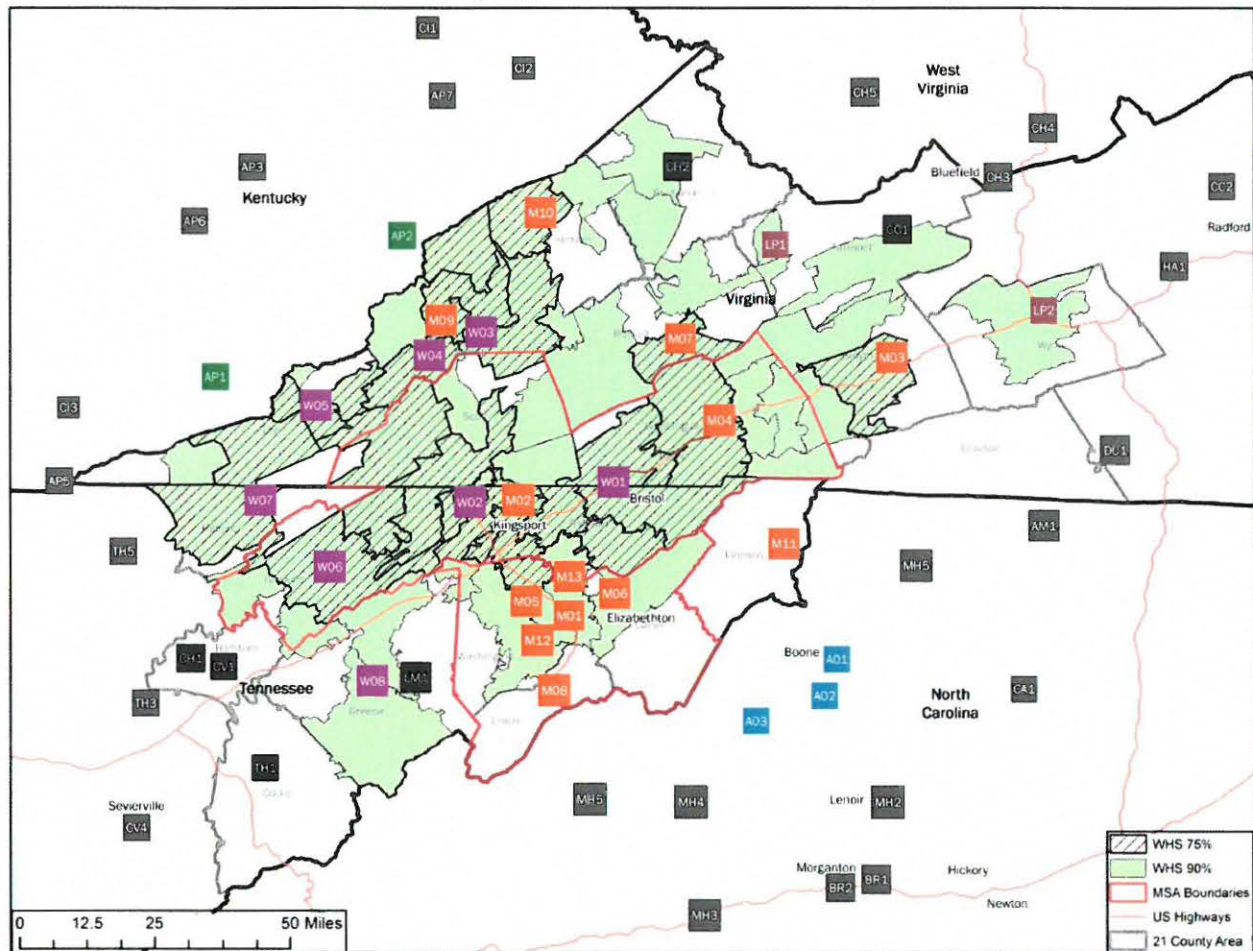 CI1
CI2
AP7
West
Virginia
CH5
CH4
AP3
Kentucky
CH2
Bluefield
CH3
CC2
AP6
M10
Radford
AP2
CC1
LP1
HA1
Virginia
M09
W03
M07
LP2
W04
M03
AP1
W05
M04
CI3
DU1
AP5
W07
W02
M02
W01
Bristol
Kingsport
AM1
TH5
W06
M11
MH5
M13
M05
M06
M01
Elizabethton
M12
Boone
A01
CH1
CV1
Tennessee
W08
LM1
M08
A02
North
Carolina
CA1
TH3
Greene
A03
TH1
Cocke
Sevierville
CV4
MH5
MH4
Lenoir
MH2
Morganton
BR2
BR1
Hickory
Newton
MH3
WHS 75%
WHS 90%
MSA Boundaries
US Highways
21 County Area
0 12.5 25 50 Miles